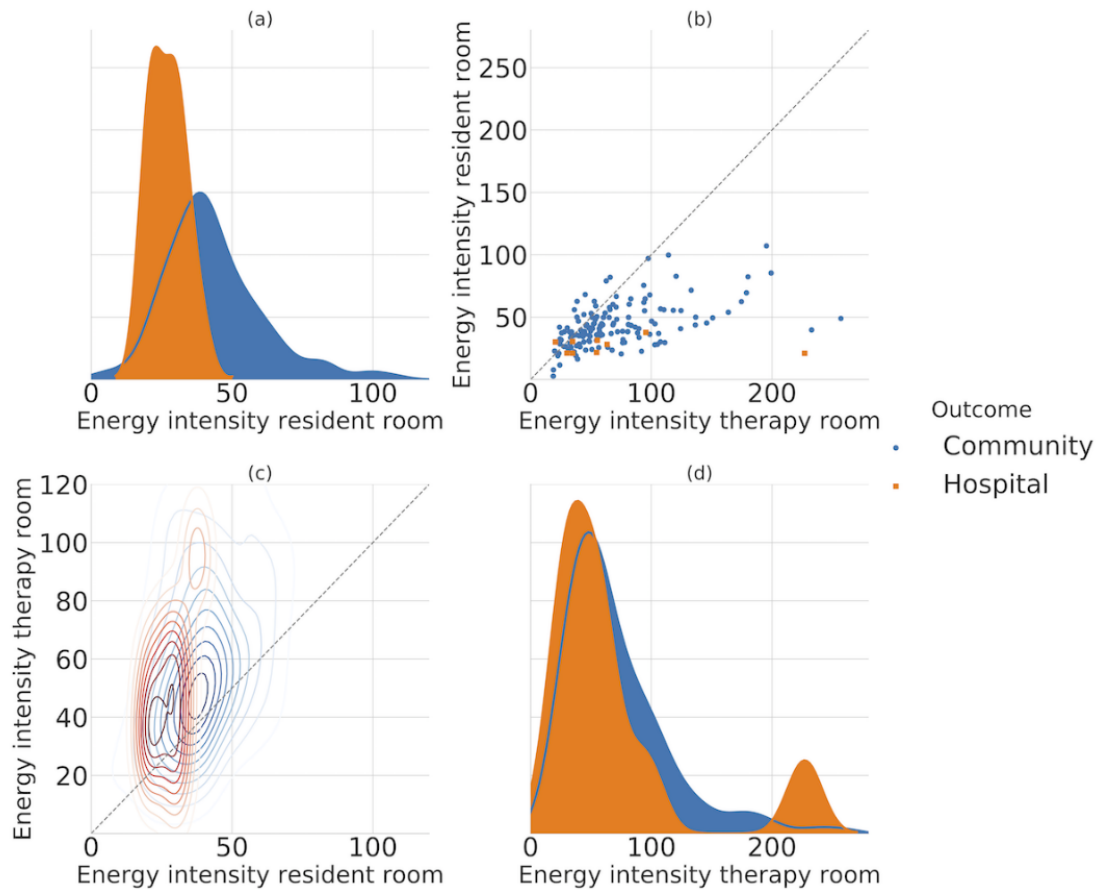 (a)
0
50
100
Energy intensity resident room
(b)
Energy intensity resident room
250
200
150
100
50
0
100
200
Energy intensity therapy room
Outcome
Community
Hospital
(c)
Energy intensity therapy room
120
100
80
60
40
20
0
50
100
Energy intensity resident room
(d)
0
100
200
Energy intensity therapy room